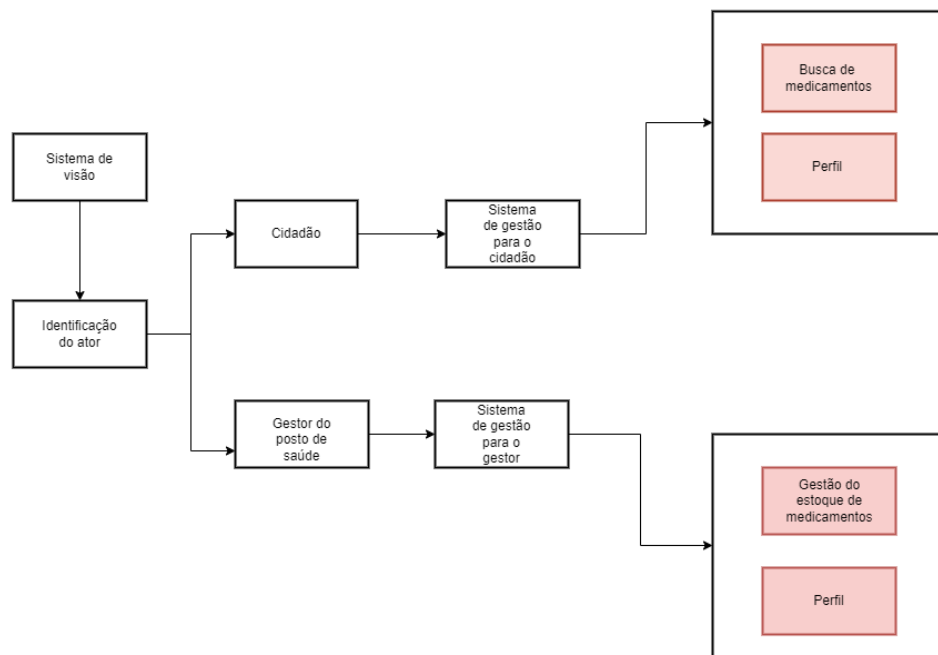 Busca de
medicamentos
Perfil
Sistema de
visão
Cidadão
Sistema
de gestão
para o
cidadão
Identificação
do ator
Gestor do
posto de
saúde
Sistema
de gestão
para o
gestor
Gestão do
estoque de
medicamentos
Perfil